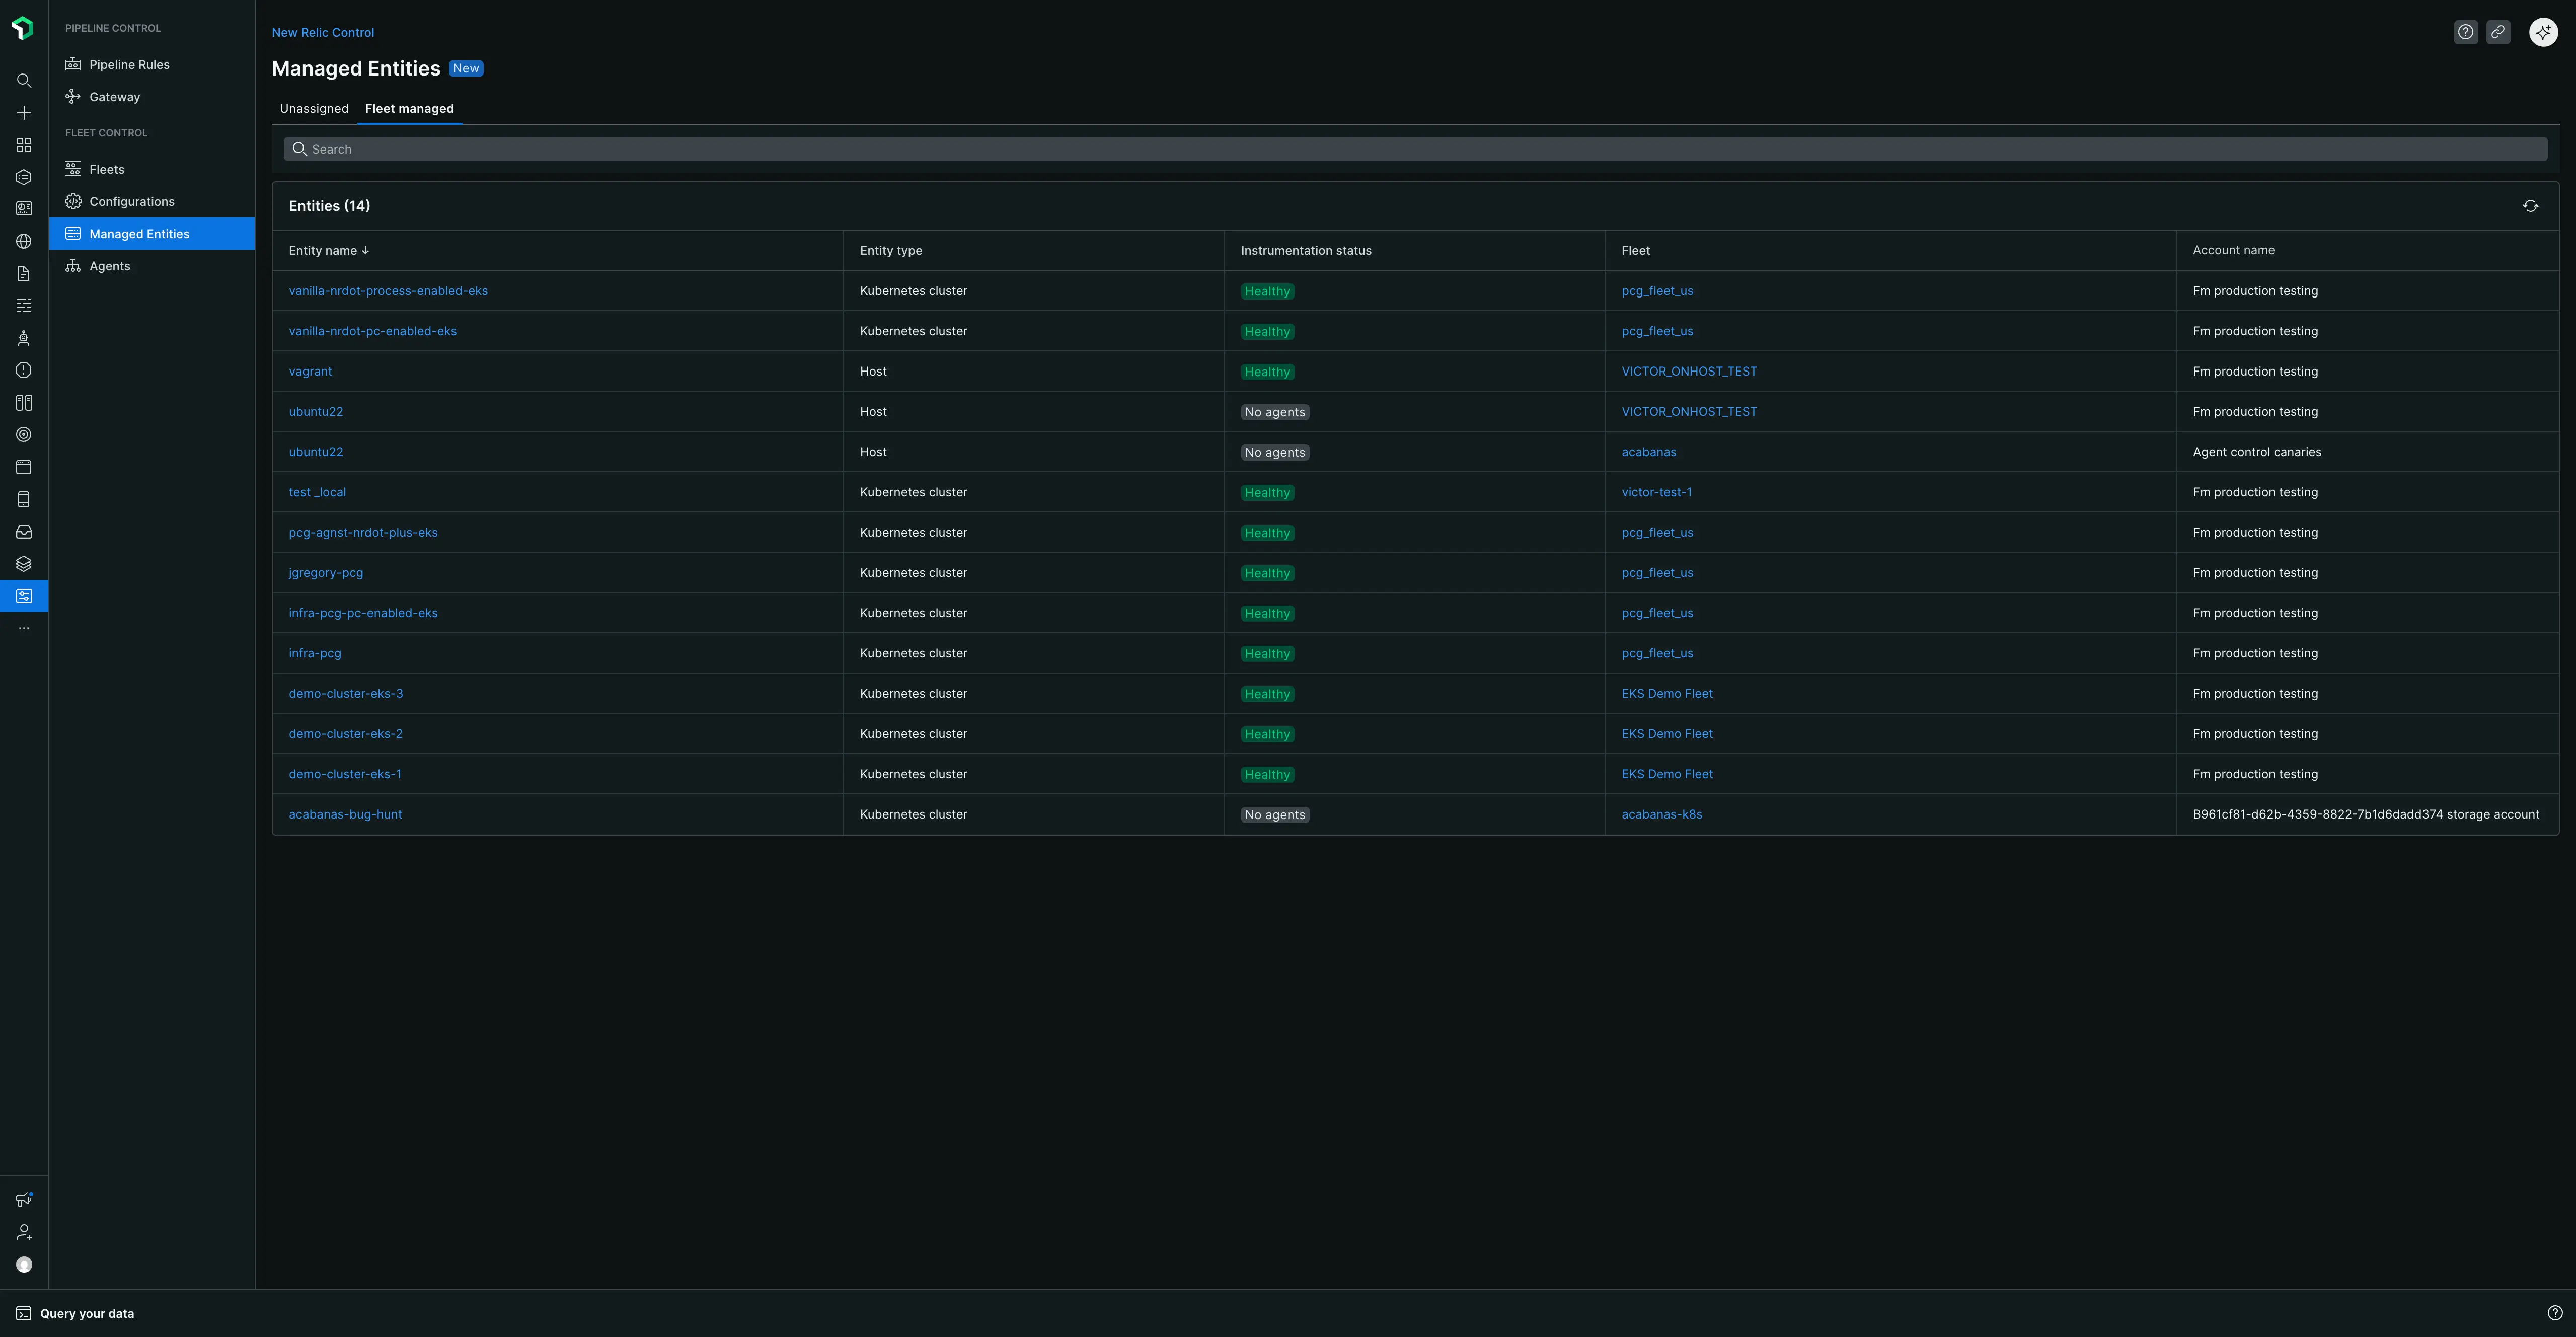 PIPELINE CONTROL
Pipeline Rules
Gateway
FLEET CONTROL
Fleets
Configurations
Managed Entities
Agents
New Relic Control
Managed Entities New
Unassigned Fleet managed
Search
Entities (14)
Entity name ↓ Entity type Instrumentation status Fleet Account name
vanilla-nrdot-process-enabled-eks Kubernetes cluster Healthy pcg_fleet_us Fm production testing
vanilla-nrdot-pc-enabled-eks Kubernetes cluster Healthy pcg_fleet_us Fm production testing
vagrant Host Healthy VICTOR_ONHOST_TEST Fm production testing
ubuntu22 Host No agents VICTOR_ONHOST_TEST Fm production testing
ubuntu22 Host No agents acabanas Agent control canaries
test _local Kubernetes cluster Healthy victor-test-1 Fm production testing
pcg-agnst-nrdot-plus-eks Kubernetes cluster Healthy pcg_fleet_us Fm production testing
jgregory-pcg Kubernetes cluster Healthy pcg_fleet_us Fm production testing
infra-pcg-pc-enabled-eks Kubernetes cluster Healthy pcg_fleet_us Fm production testing
infra-pcg Kubernetes cluster Healthy pcg_fleet_us Fm production testing
demo-cluster-eks-3 Kubernetes cluster Healthy EKS Demo Fleet Fm production testing
demo-cluster-eks-2 Kubernetes cluster Healthy EKS Demo Fleet Fm production testing
demo-cluster-eks-1 Kubernetes cluster Healthy EKS Demo Fleet Fm production testing
acabanas-bug-hunt Kubernetes cluster No agents acabanas-k8s B961cf81-d62b-4359-8822-7b1d6dadd374 storage account
Query your data